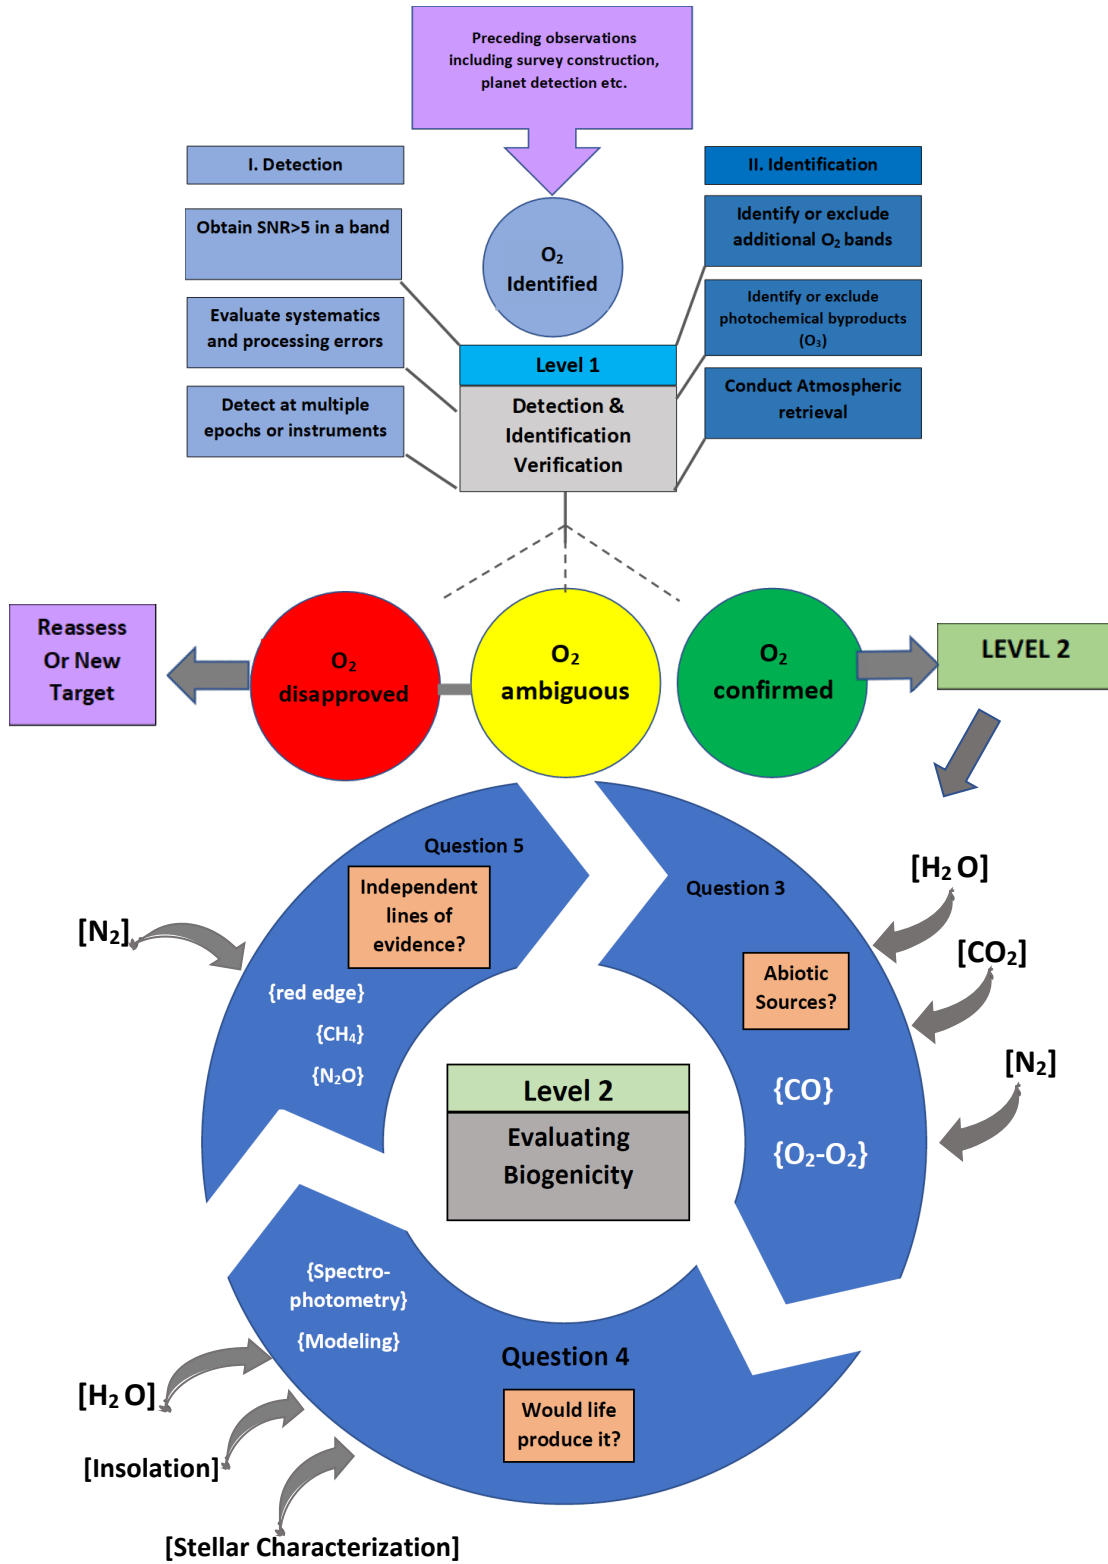 Preceding observations
including survey construction,
planet detection etc.
I. Detection
II. Identification
Obtain SNR>5 in a band
Evaluate systematics
and processing errors
Detect at multiple
epochs or instruments
O₂
Identified
Identify or exclude
additional O₂ bands
Identify or exclude
photochemical byproducts
(O₃)
Conduct Atmospheric
retrieval
Level 1
Detection &
Identification
Verification
Reassess
Or New
Target
O₂
disapproved
O₂
ambiguous
O₂
confirmed
LEVEL 2
Question 5
Independent
lines of
evidence?
{red edge}
{CH₄}
{N₂O}
[N₂]
Question 3
Abiotic
Sources?
{CO}
{O₂-O₂}
[H₂ O]
[CO₂]
[N₂]
Level 2
Evaluating
Biogenicity
{Spectro-
photometry}
{Modeling}
Question 4
Would life
produce it?
[H₂ O]
[Insolation]
[Stellar Characterization]